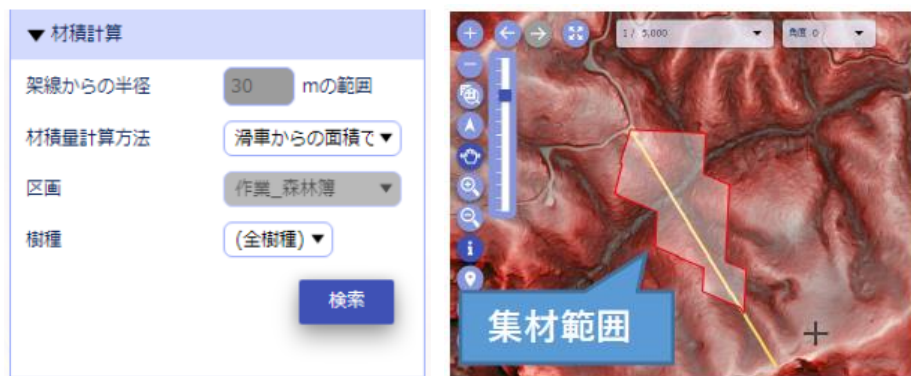 ▼材積計算
架線からの半径 30 mの範囲
材積量計算方法 滑車からの面積で▼
区画 作業_森林簿 ▼
樹種 (全樹種)▼
検索
1 / 5,000 ▼
角度 0 ▼
集材範囲